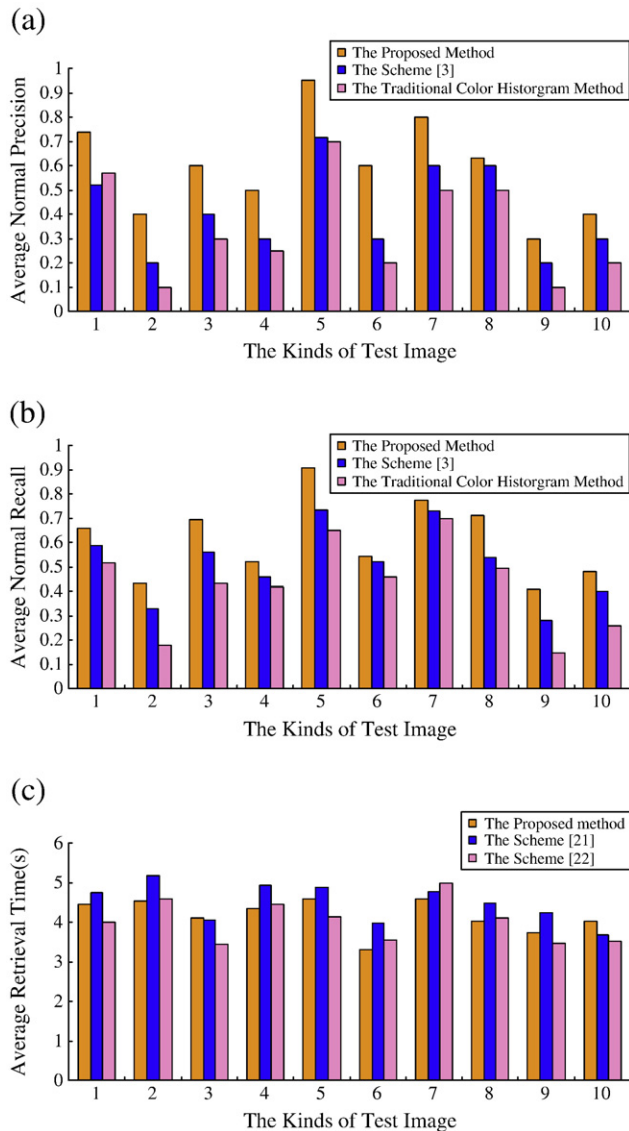 (a)
The Proposed Method
The Scheme [3]
The Traditional Color Historgram Method
Average Normal Precision
1
0.9
0.8
0.7
0.6
0.5
0.4
0.3
0.2
0.1
0
1 2 3 4 5 6 7 8 9 10
The Kinds of Test Image
(b)
The Proposed Method
The Scheme [3]
The Traditional Color Historgram Method
Average Normal Recall
1
0.9
0.8
0.7
0.6
0.5
0.4
0.3
0.2
0.1
0
1 2 3 4 5 6 7 8 9 10
The Kinds of Test Image
(c)
The Proposed method
The Scheme [21]
The Scheme [22]
Average Retrieval Time(s)
6
5
4
3
2
1
0
1 2 3 4 5 6 7 8 9 10
The Kinds of Test Image